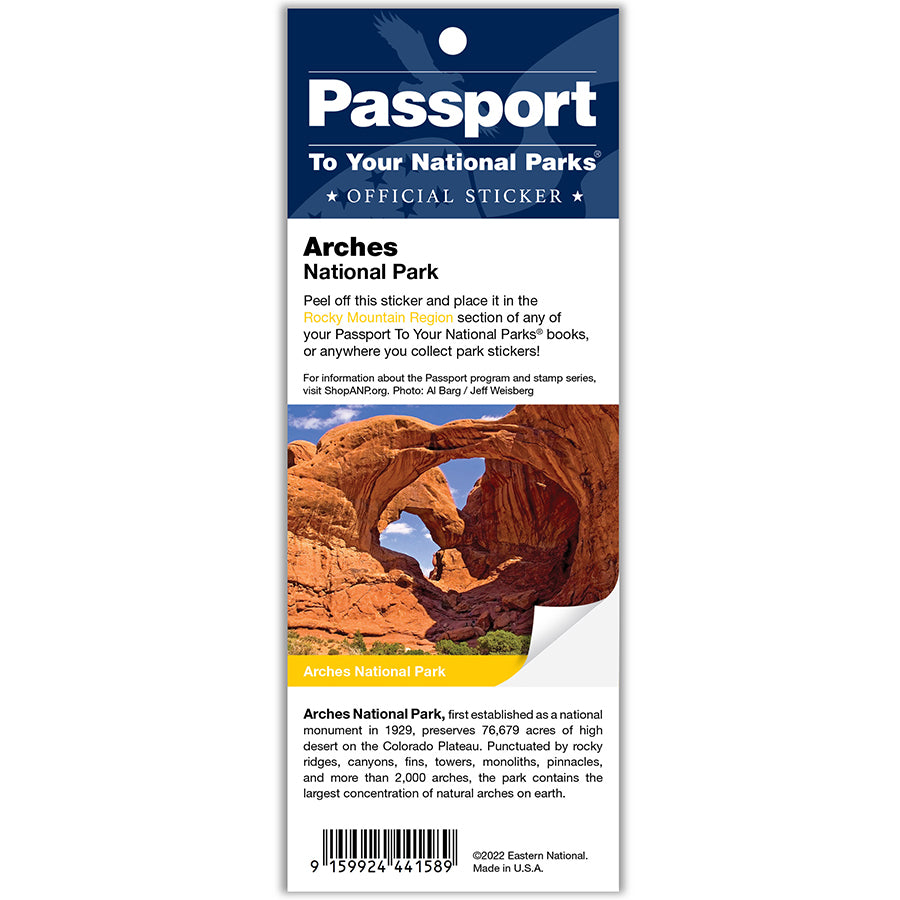 Passport
To Your National Parks®
★ OFFICIAL STICKER ★
Arches
National Park
Peel off this sticker and place it in the
Rocky Mountain Region section of any of
your Passport To Your National Parks® books,
or anywhere you collect park stickers!
For information about the Passport program and stamp series,
visit ShopANP.org. Photo: Al Barg / Jeff Weisberg
Arches National Park
Arches National Park, first established as a national
monument in 1929, preserves 76,679 acres of high
desert on the Colorado Plateau. Punctuated by rocky
ridges, canyons, fins, towers, monoliths, pinnacles,
and more than 2,000 arches, the park contains the
largest concentration of natural arches on earth.
9 159924 441589
©2022 Eastern National.
Made in U.S.A.